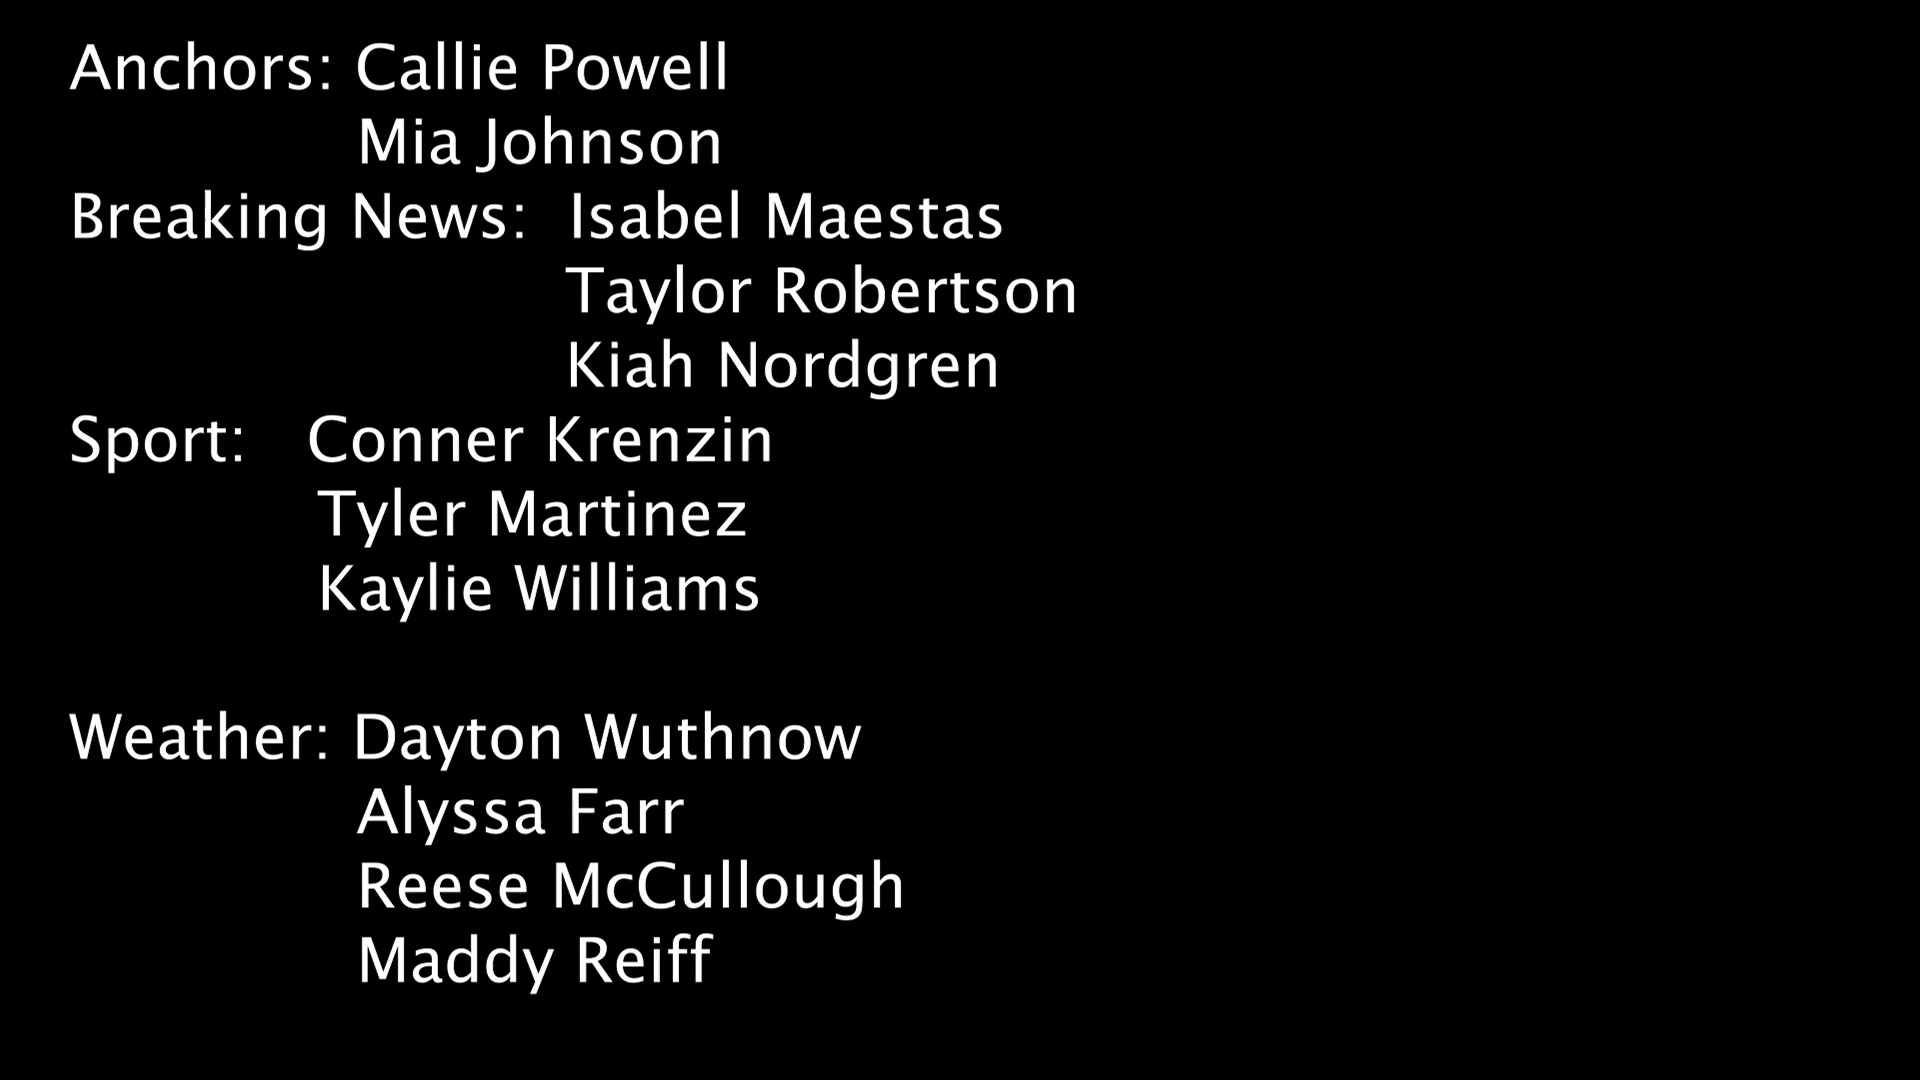 Anchors: Callie Powell
Mia Johnson
Breaking News: Isabel Maestas
Taylor Robertson
Kiah Nordgren
Sport: Conner Krenzin
Tyler Martinez
Kaylie Williams
Weather: Dayton Wuthnow
Alyssa Farr
Reese McCullough
Maddy Reiff